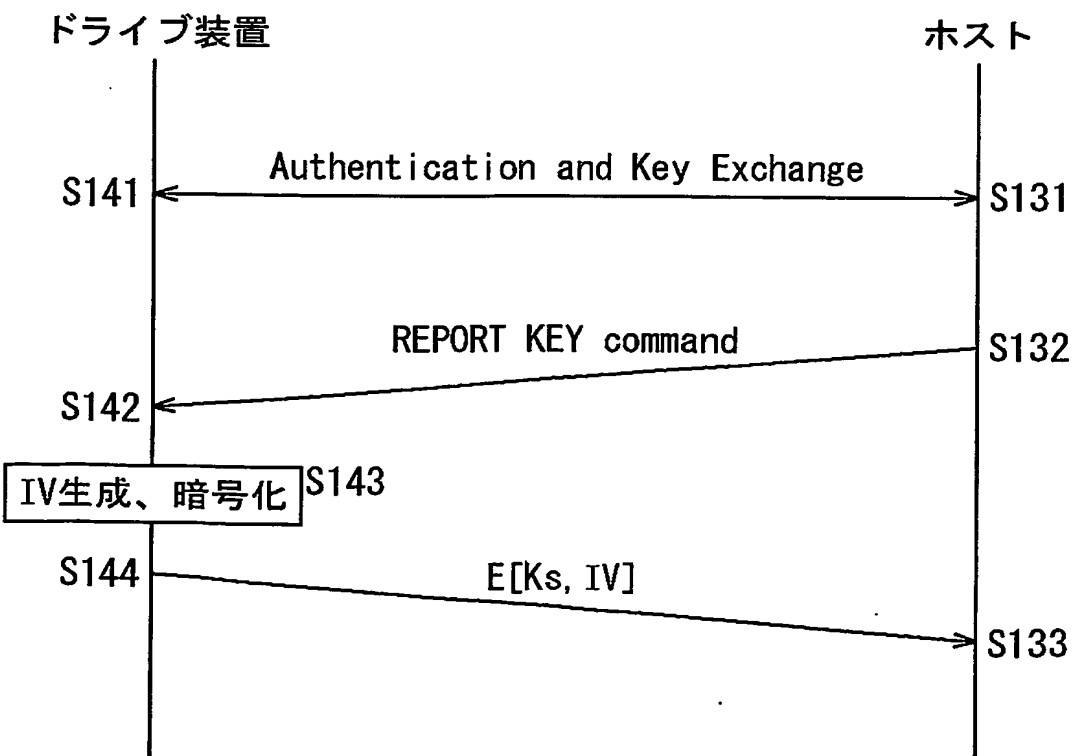 ドライブ装置
ホスト
Authentication and Key Exchange
S141
S131
REPORT KEY command
S132
S142
IV生成、暗号化
S143
S144
E[Ks, IV]
S133